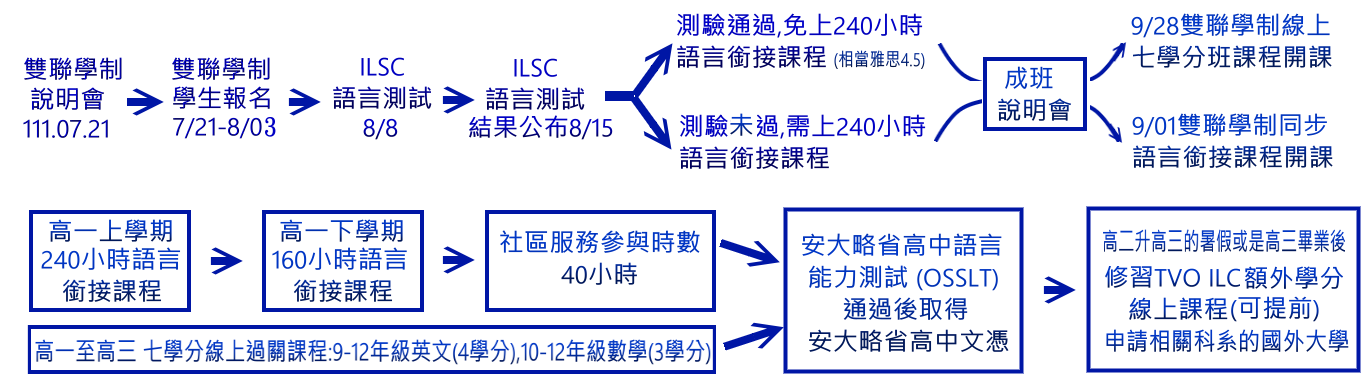 雙聯學制
說明會
111.07.21
雙聯學制
學生報名
7/21-8/03
ILSC
語言測試
8/8
ILSC
語言測試
結果公布8/15
測驗通過,免上240小時
語言銜接課程 (相當雅思4.5)
測驗未過,需上240小時
語言銜接課程
成班
說明會
9/28雙聯學制線上
七學分班課程開課
9/01雙聯學制同步
語言銜接課程開課
高一上學期
240小時語言
銜接課程
高一下學期
160小時語言
銜接課程
社區服務參與時數
40小時
高一至高三 七學分線上過關課程:9-12年級英文(4學分),10-12年級數學(3學分)
安大略省高中語言
能力測試 (OSSLT)
通過後取得
安大略省高中文憑
高二升高三的暑假或是高三畢業後
修習TVO ILC額外學分
線上課程(可提前)
申請相關科系的國外大學